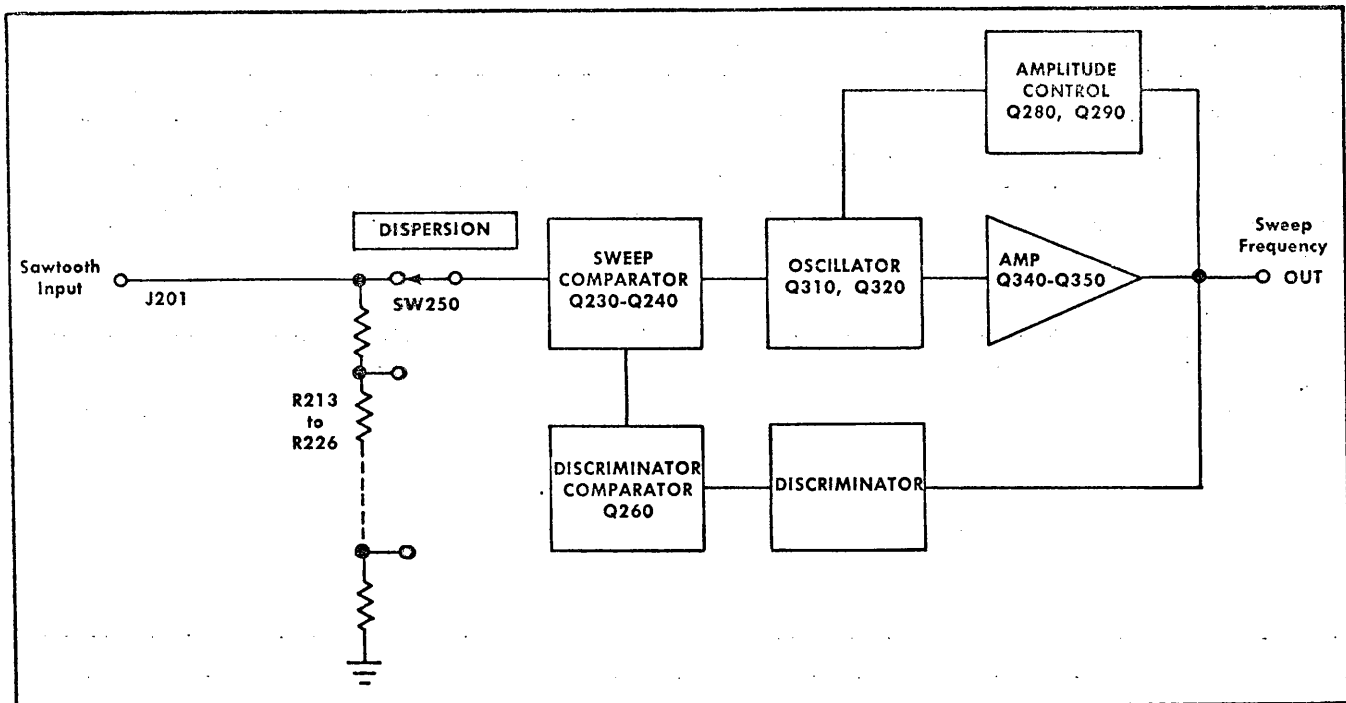 AMPLITUDE
CONTROL
Q280, Q290
DISPERSION
Sawtooth
Input
J201
SW250
SWEEP
COMPARATOR
Q230-Q240
OSCILLATOR
Q310, Q320
AMP
Q340-Q350
Sweep
Frequency
OUT
R213
to
R226
DISCRIMINATOR
COMPARATOR
Q260
DISCRIMINATOR